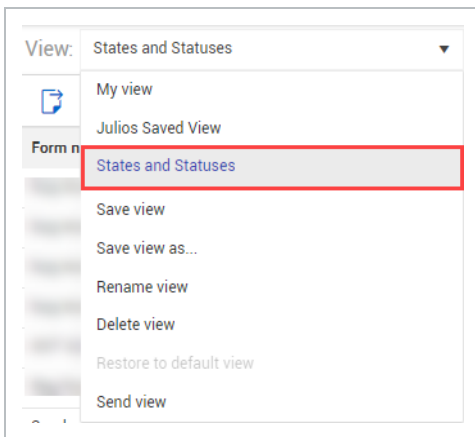 View: States and Statuses
My view
Julios Saved View
Form n
States and Statuses
Save view
Save view as...
Rename view
Delete view
Restore to default view
Send view